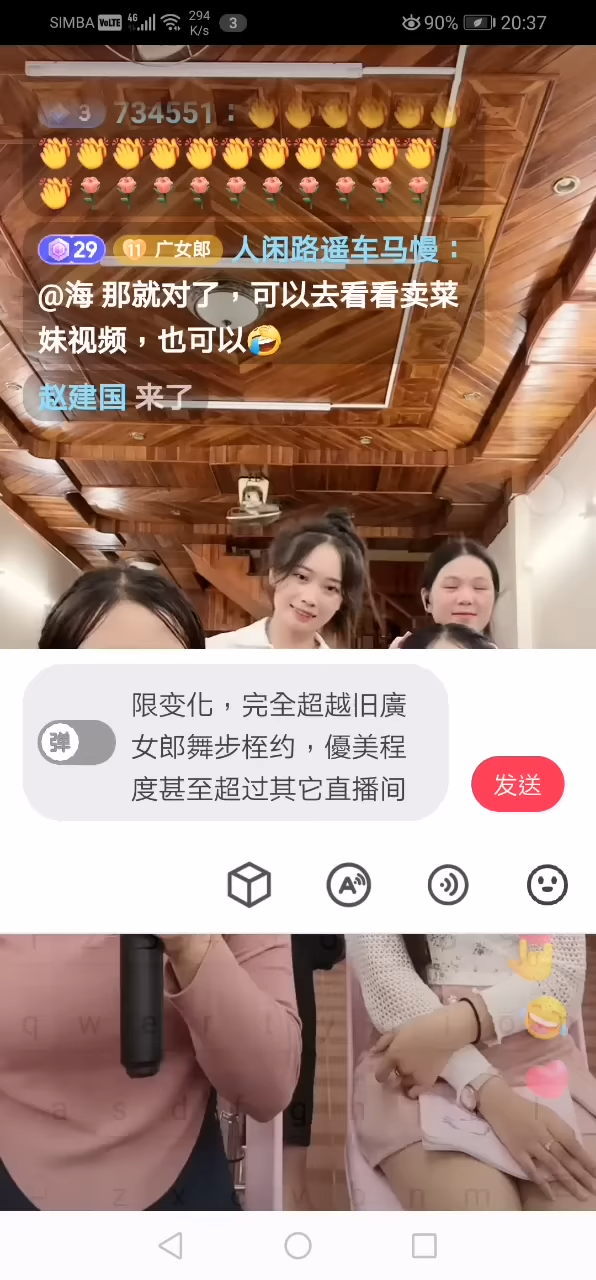 SIMBA VoLTE 4G 294 K/s 3 90% 20:37
3 734551：👏👏👏👏👏👏
👏👏👏👏👏👏👏👏👏👏👏
👏🌹🌹🌹🌹🌹🌹🌹🌹🌹🌹
29 11 广女郎 人闲路遥车马慢：
@海 那就对了，可以去看看卖菜
妹视频，也可以🤣
赵建国 来了
限变化，完全超越旧廣
弹 女郎舞步桎约，優美程
度甚至超过其它直播间
发送
A
q w e r i o
a s d f g h l
z x c b n m